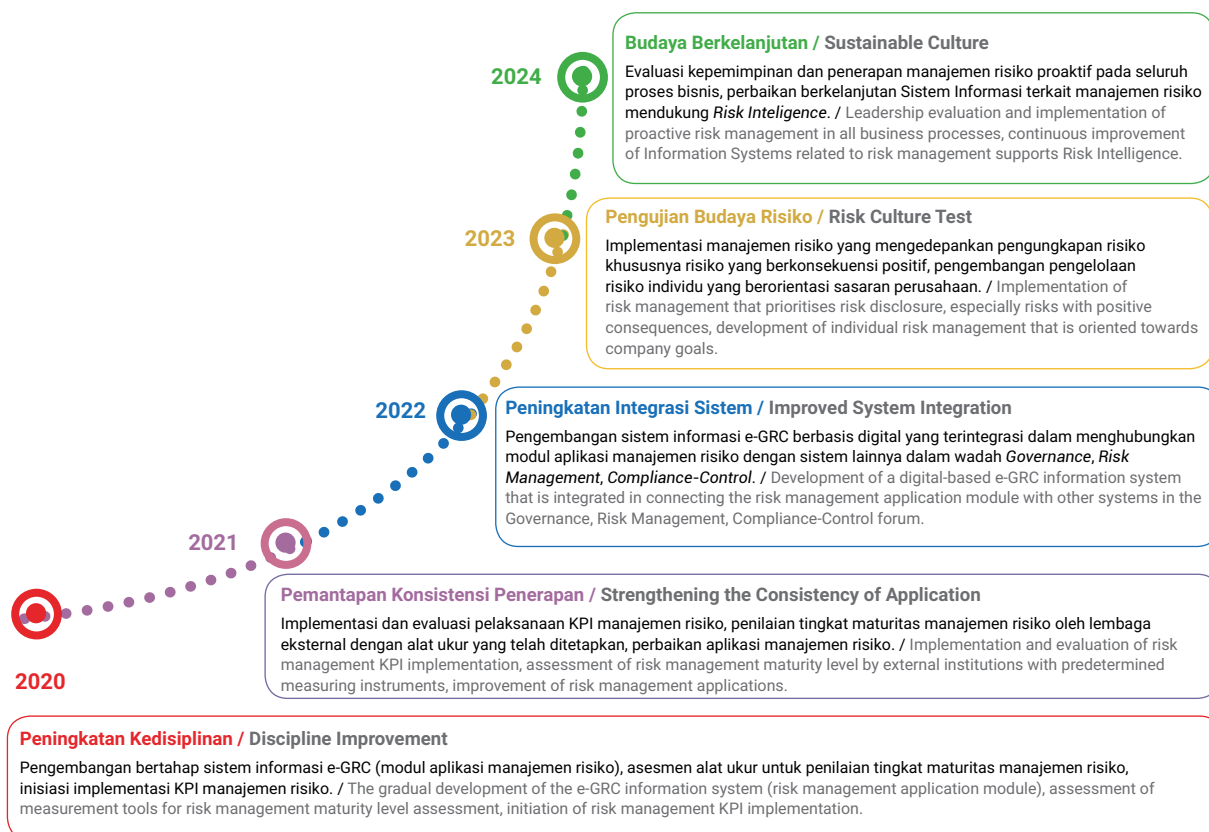 2024
Budaya Berkelanjutan / Sustainable Culture
Evaluasi kepemimpinan dan penerapan manajemen risiko proaktif pada seluruh
proses bisnis, perbaikan berkelanjutan Sistem Informasi terkait manajemen risiko
mendukung Risk Inteligence. / Leadership evaluation and implementation of
proactive risk management in all business processes, continuous improvement
of Information Systems related to risk management supports Risk Intelligence.
2023
Pengujian Budaya Risiko / Risk Culture Test
Implementasi manajemen risiko yang mengedepankan pengungkapan risiko
khususnya risiko yang berkonsekuensi positif, pengembangan pengelolaan
risiko individu yang berorientasi sasaran perusahaan. / Implementation of
risk management that prioritises risk disclosure, especially risks with positive
consequences, development of individual risk management that is oriented towards
company goals.
2022
Peningkatan Integrasi Sistem / Improved System Integration
Pengembangan sistem informasi e-GRC berbasis digital yang terintegrasi dalam menghubungkan
modul aplikasi manajemen risiko dengan sistem lainnya dalam wadah Governance, Risk
Management, Compliance-Control. / Development of a digital-based e-GRC information system
that is integrated in connecting the risk management application module with other systems in the
Governance, Risk Management, Compliance-Control forum.
2021
Pemantapan Konsistensi Penerapan / Strengthening the Consistency of Application
Implementasi dan evaluasi pelaksanaan KPI manajemen risiko, penilaian tingkat maturitas manajemen risiko oleh lembaga
eksternal dengan alat ukur yang telah ditetapkan, perbaikan aplikasi manajemen risiko. / Implementation and evaluation of risk
management KPI implementation, assessment of risk management maturity level by external institutions with predetermined
measuring instruments, improvement of risk management applications.
2020
Peningkatan Kedisiplinan / Discipline Improvement
Pengembangan bertahap sistem informasi e-GRC (modul aplikasi manajemen risiko), asesmen alat ukur untuk penilaian tingkat maturitas manajemen risiko,
inisiasi implementasi KPI manajemen risiko. / The gradual development of the e-GRC information system (risk management application module), assessment of
measurement tools for risk management maturity level assessment, initiation of risk management KPI implementation.